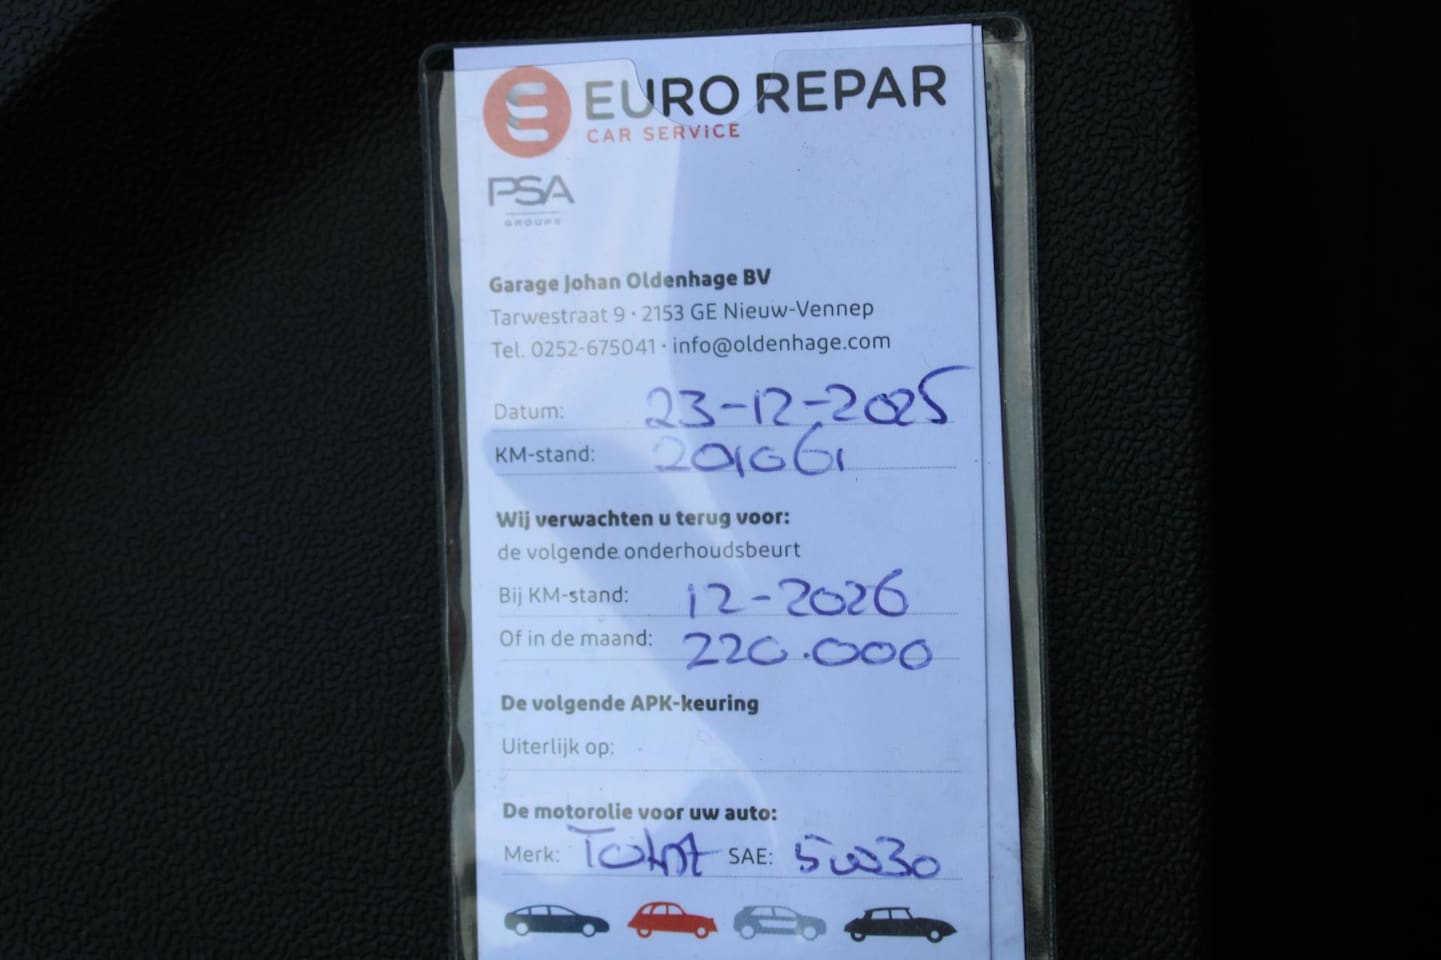 EURO REPAR
CAR SERVICE
PSA
GROUPE
Garage Johan Oldenhage BV
Tarwestraat 9 · 2153 GE Nieuw-Vennep
Tel. 0252-675041 · info@oldenhage.com
Datum: 23-12-2025
KM-stand: 201061
Wij verwachten u terug voor:
de volgende onderhoudsbeurt
Bij KM-stand: 12-2026
Of in de maand: 220.000
De volgende APK-keuring
Uiterlijk op:
De motorolie voor uw auto:
Merk: SAE: 5w30